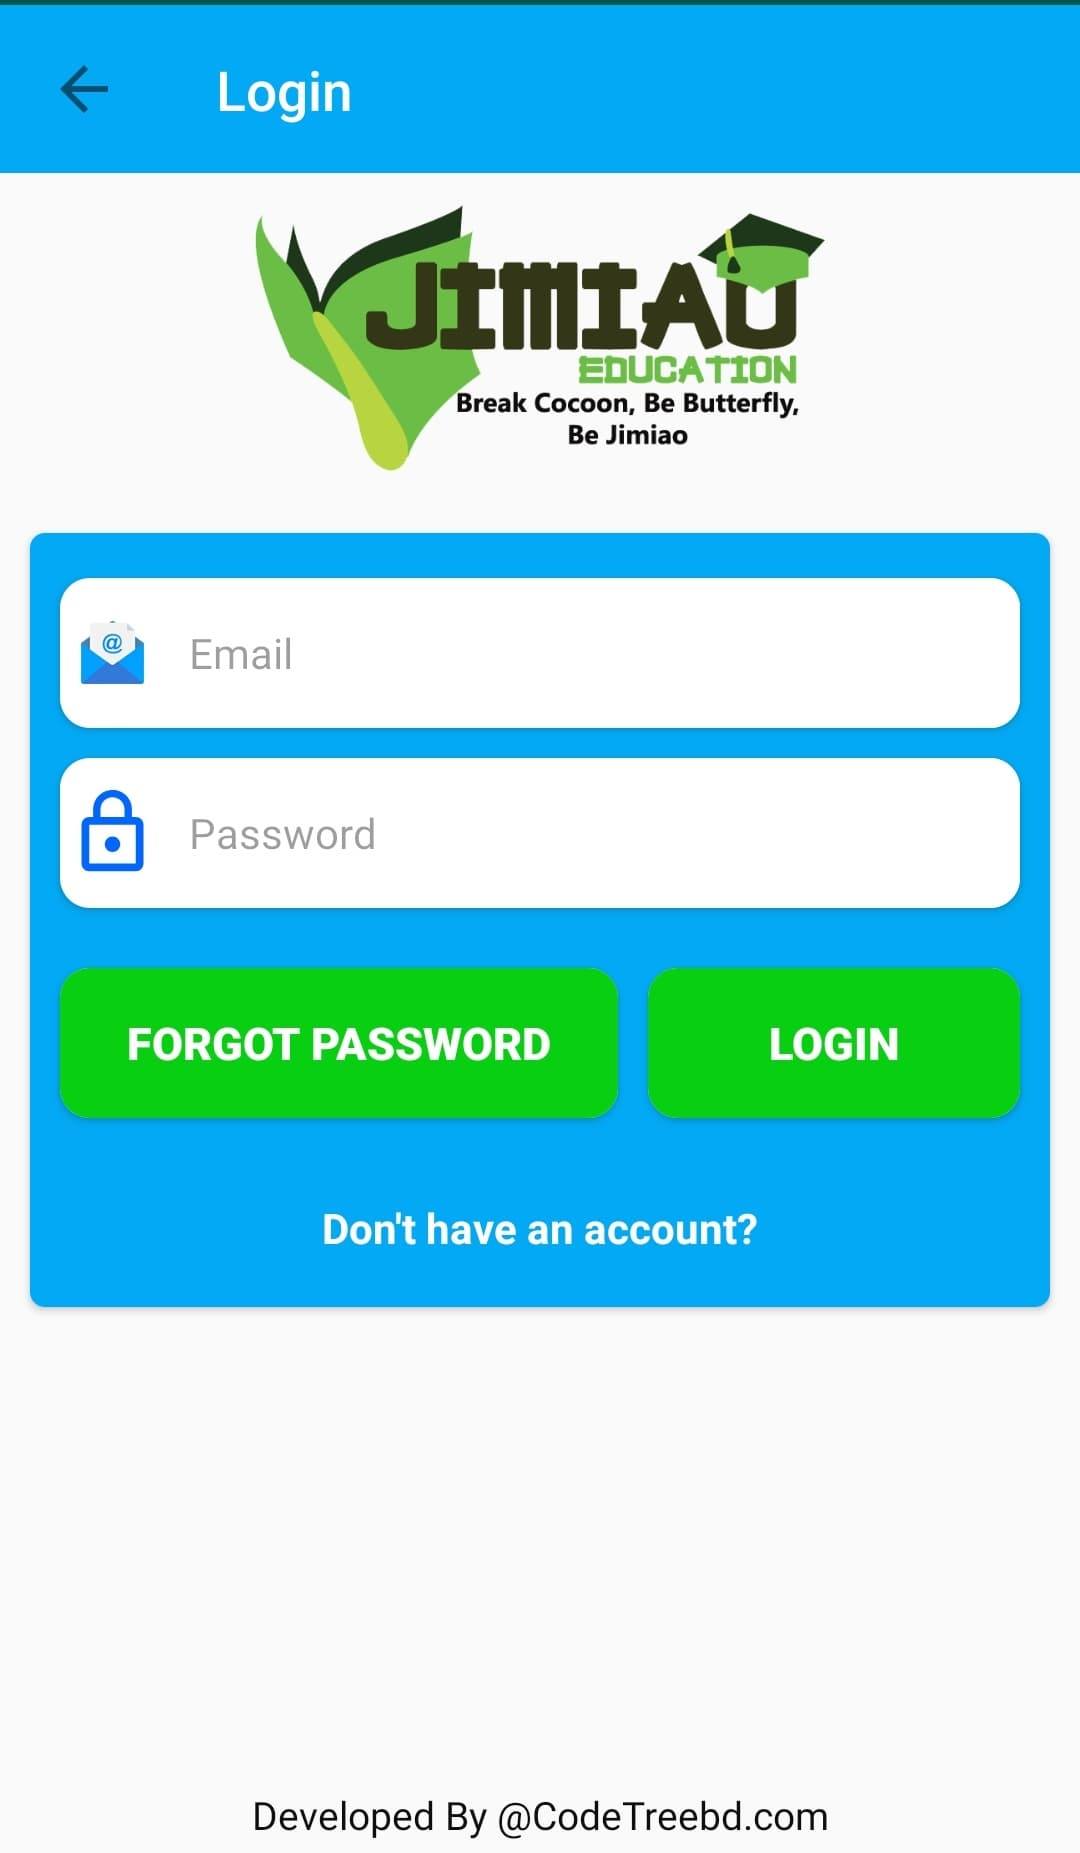 Login
JIMIAO
EDUCATION
Break Cocoon, Be Butterfly,
Be Jimiao
@
Email
Password
FORGOT PASSWORD
LOGIN
Don't have an account?
Developed By @CodeTreebd.com